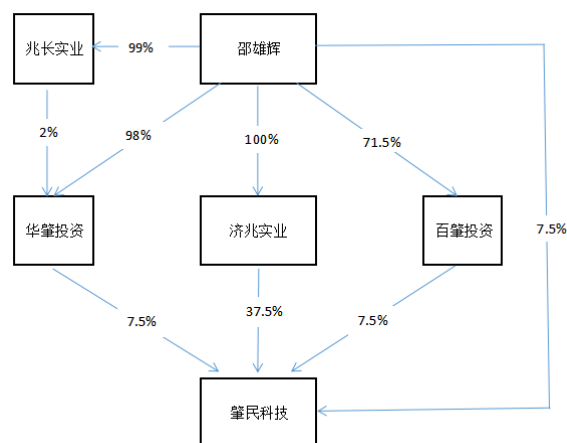 兆长实业
99%
邵雄辉
2%
98%
100%
71.5%
华肇投资
济兆实业
百肇投资
7.5%
7.5%
37.5%
7.5%
肇民科技